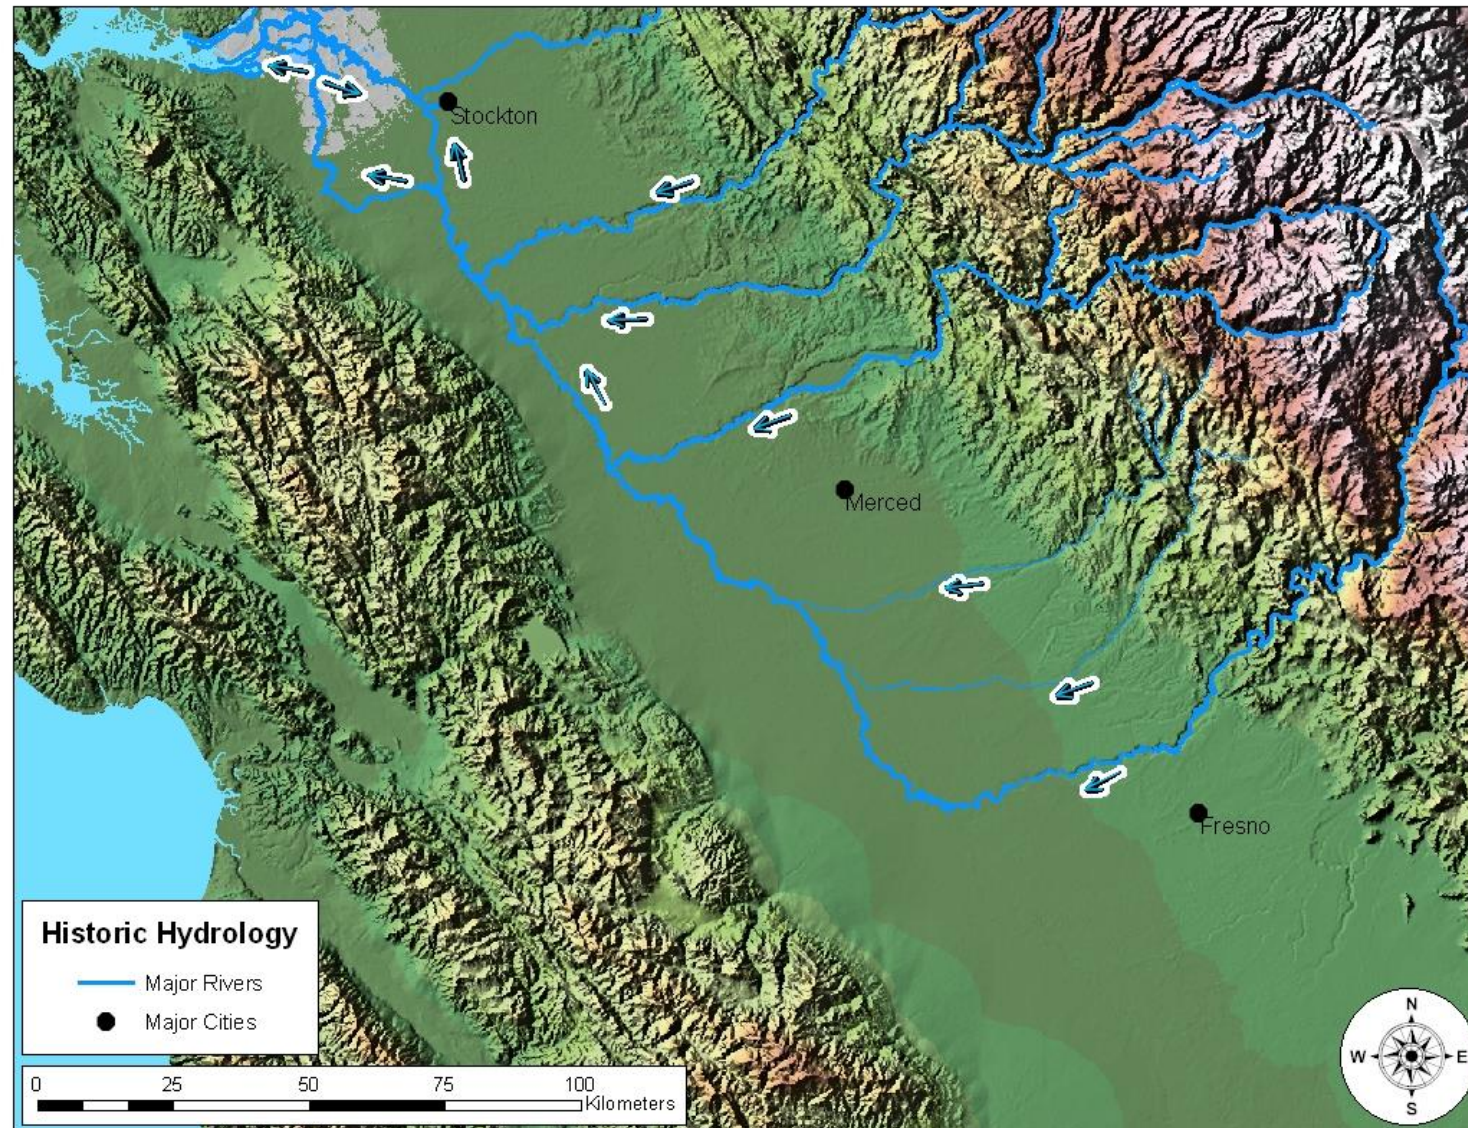 Stockton
Merced
Fresno
Historic Hydrology
Major Rivers
Major Cities
0 25 50 75 100
Kilometers
N
W E
S